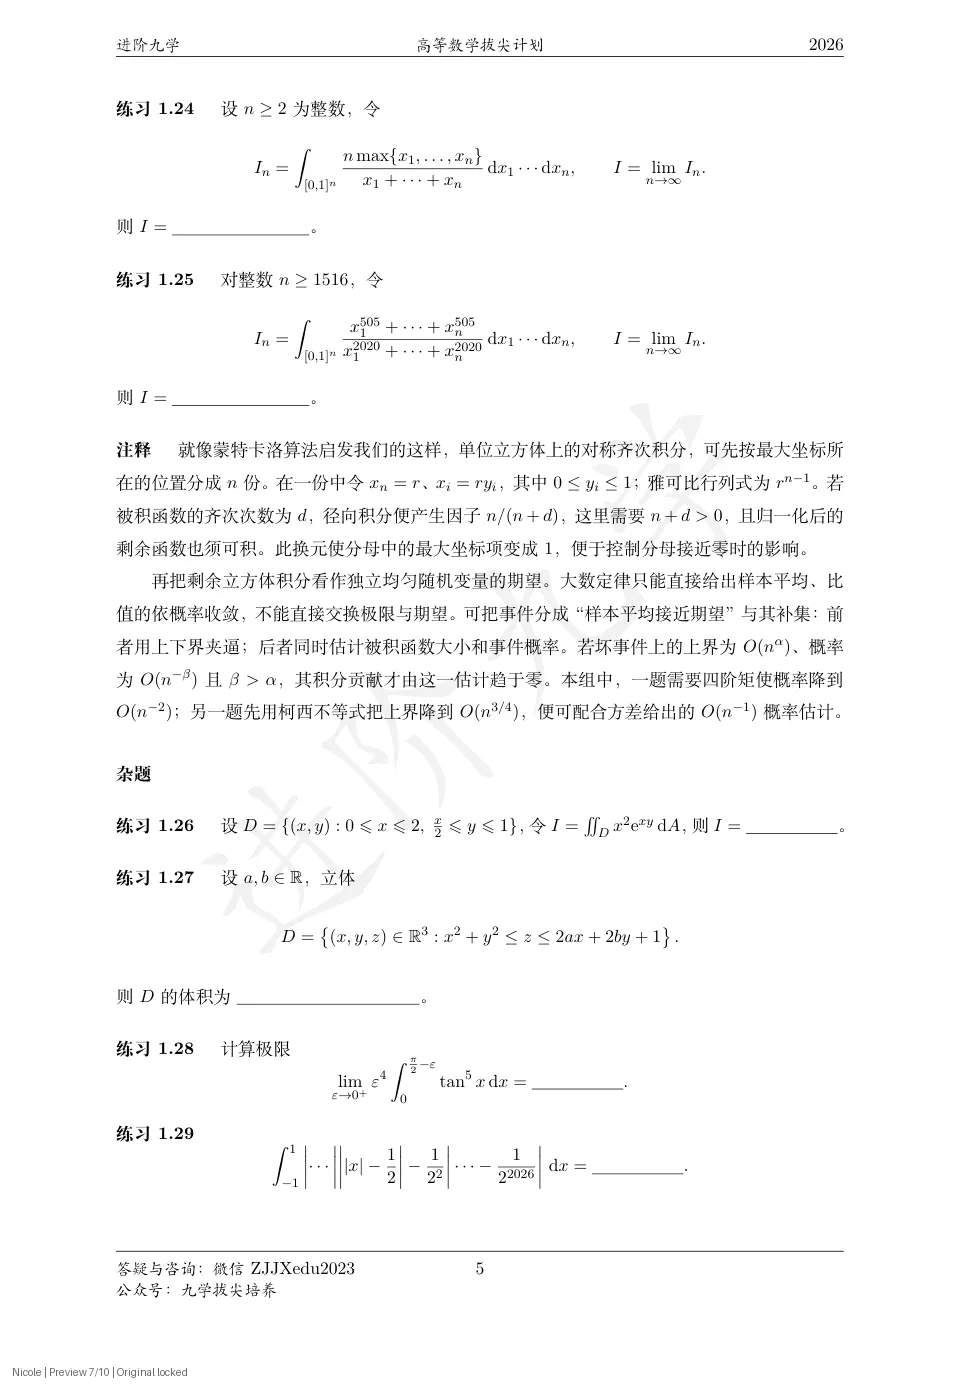 进阶九学 高等数学拔尖计划 2026
练习 1.24 设 n ≥ 2 为整数，令
I_n = ∫_{[0,1]^n} \frac{n max{x_1, . . . , x_n}}{x_1 + · · · + x_n} dx_1 · · · dx_n, I = lim_{n→∞} I_n.
则 I = ______________。
练习 1.25 对整数 n ≥ 1516，令
I_n = ∫_{[0,1]^n} \frac{x_1^{505} + · · · + x_n^{505}}{x_1^{2020} + · · · + x_n^{2020}} dx_1 · · · dx_n, I = lim_{n→∞} I_n.
则 I = ______________。
注释 就像蒙特卡洛算法启发我们的这样，单位立方体上的对称齐次积分，可先按最大坐标所
在的位置分成 n 份。在一份中令 x_n = r、x_i = ry_i，其中 0 ≤ y_i ≤ 1；雅可比行列式为 r^{n−1}。若
被积函数的齐次次数为 d，径向积分便产生因子 n/(n + d)，这里需要 n + d > 0，且归一化后的
剩余函数也须可积。此换元使分母中的最大坐标项变成 1，便于控制分母接近零时的影响。
再把剩余立方体积分看作独立均匀随机变量的期望。大数定律只能直接给出样本平均、比
值的依概率收敛，不能直接交换极限与期望。可把事件分成 “样本平均接近期望” 与其补集：前
者用上下界夹逼；后者同时估计被积函数大小和事件概率。若坏事件上的上界为 O(n^α)、概率
为 O(n^{−β}) 且 β > α，其积分贡献才由这一估计趋于零。本组中，一题需要四阶矩使概率降到
O(n^{−2})；另一题先用柯西不等式把上界降到 O(n^{3/4})，便可配合方差给出的 O(n^{−1}) 概率估计。
杂题
练习 1.26 设 D = {(x, y) : 0 ⩽ x ⩽ 2, \frac{x}{2} ⩽ y ⩽ 1}, 令 I = ∬_D x^2e^{xy} dA, 则 I = __________。
练习 1.27 设 a, b ∈ ℝ，立体
D = {(x, y, z) ∈ ℝ^3 : x^2 + y^2 ≤ z ≤ 2ax + 2by + 1} .
则 D 的体积为 ____________________。
练习 1.28 计算极限
lim_{ε→0^+} ε^4 ∫_0^{\frac{π}{2}−ε} tan^5 x dx = __________.
练习 1.29
∫_{−1}^{1} |· · · ||||x| − \frac{1}{2}| − \frac{1}{2^2}| · · · − \frac{1}{2^{2026}}| dx = __________.
答疑与咨询：微信 ZJJXedu2023 5
公众号：九学拔尖培养
进阶九学
Nicole | Preview 7/10 | Original locked